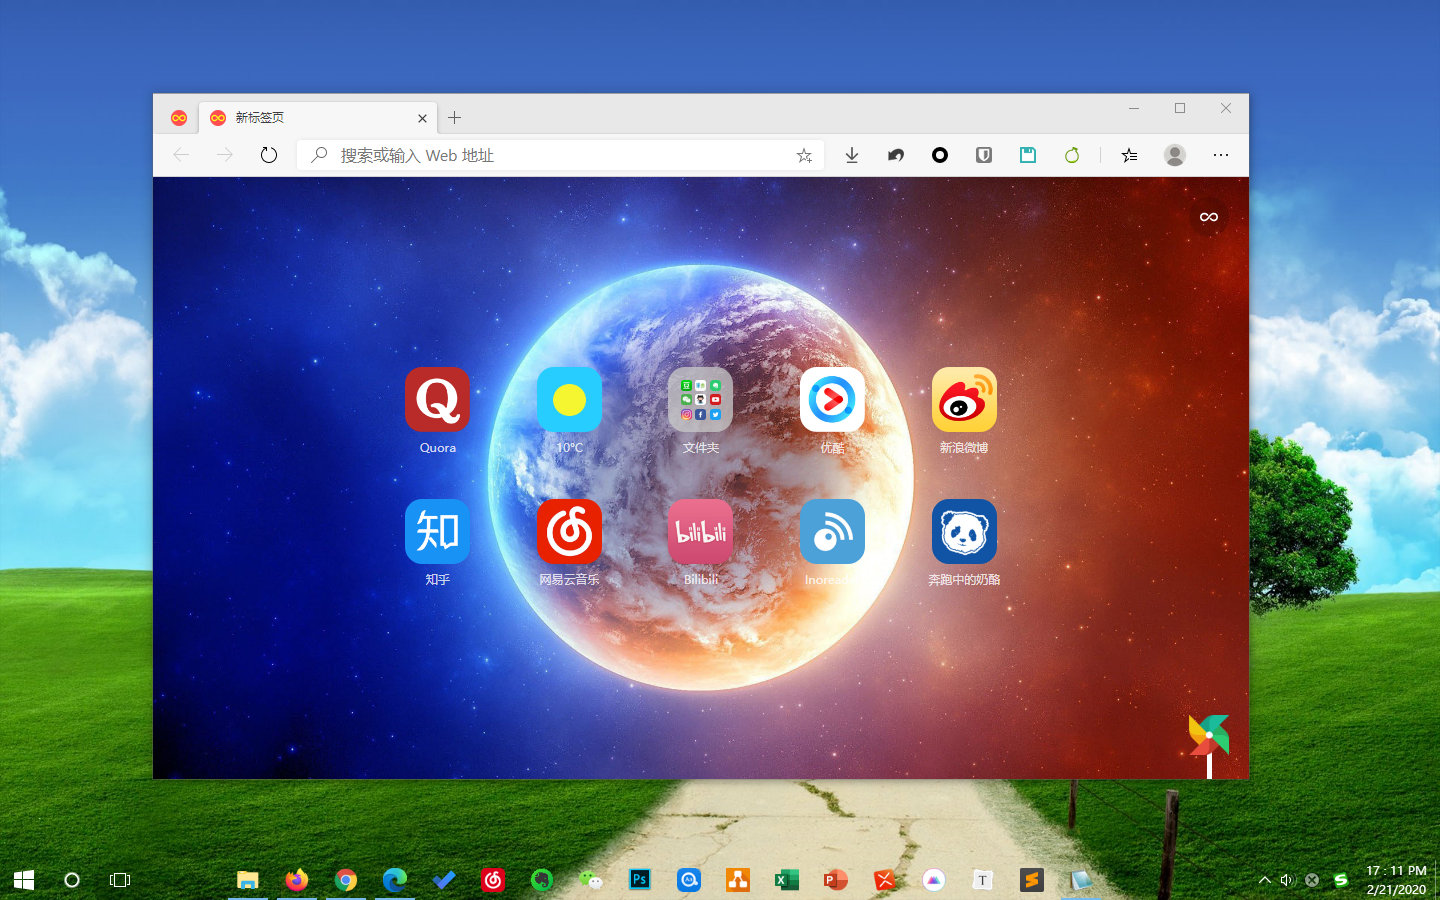 新标签页
搜索或输入 Web 地址
Quora
10°C
文件夹
优酷
新浪微博
知
bilibili
知乎
网易云音乐
Bilibili
奔跑中的奶酪
Ps
X
P
T
S
17 : 11 PM
2/21/2020